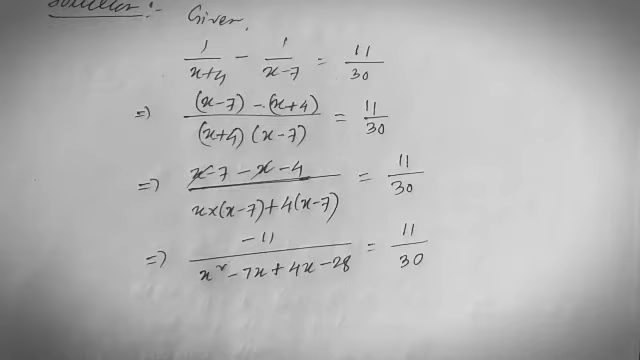 Solution:- Given,
1/(x+4) - 1/(x-7) = 11/30
=> ((x-7) - (x+4))/((x+4)(x-7)) = 11/30
=> (x-7-x-4)/(x×(x-7)+4(x-7)) = 11/30
=> -11/(x²-7x+4x-28) = 11/30